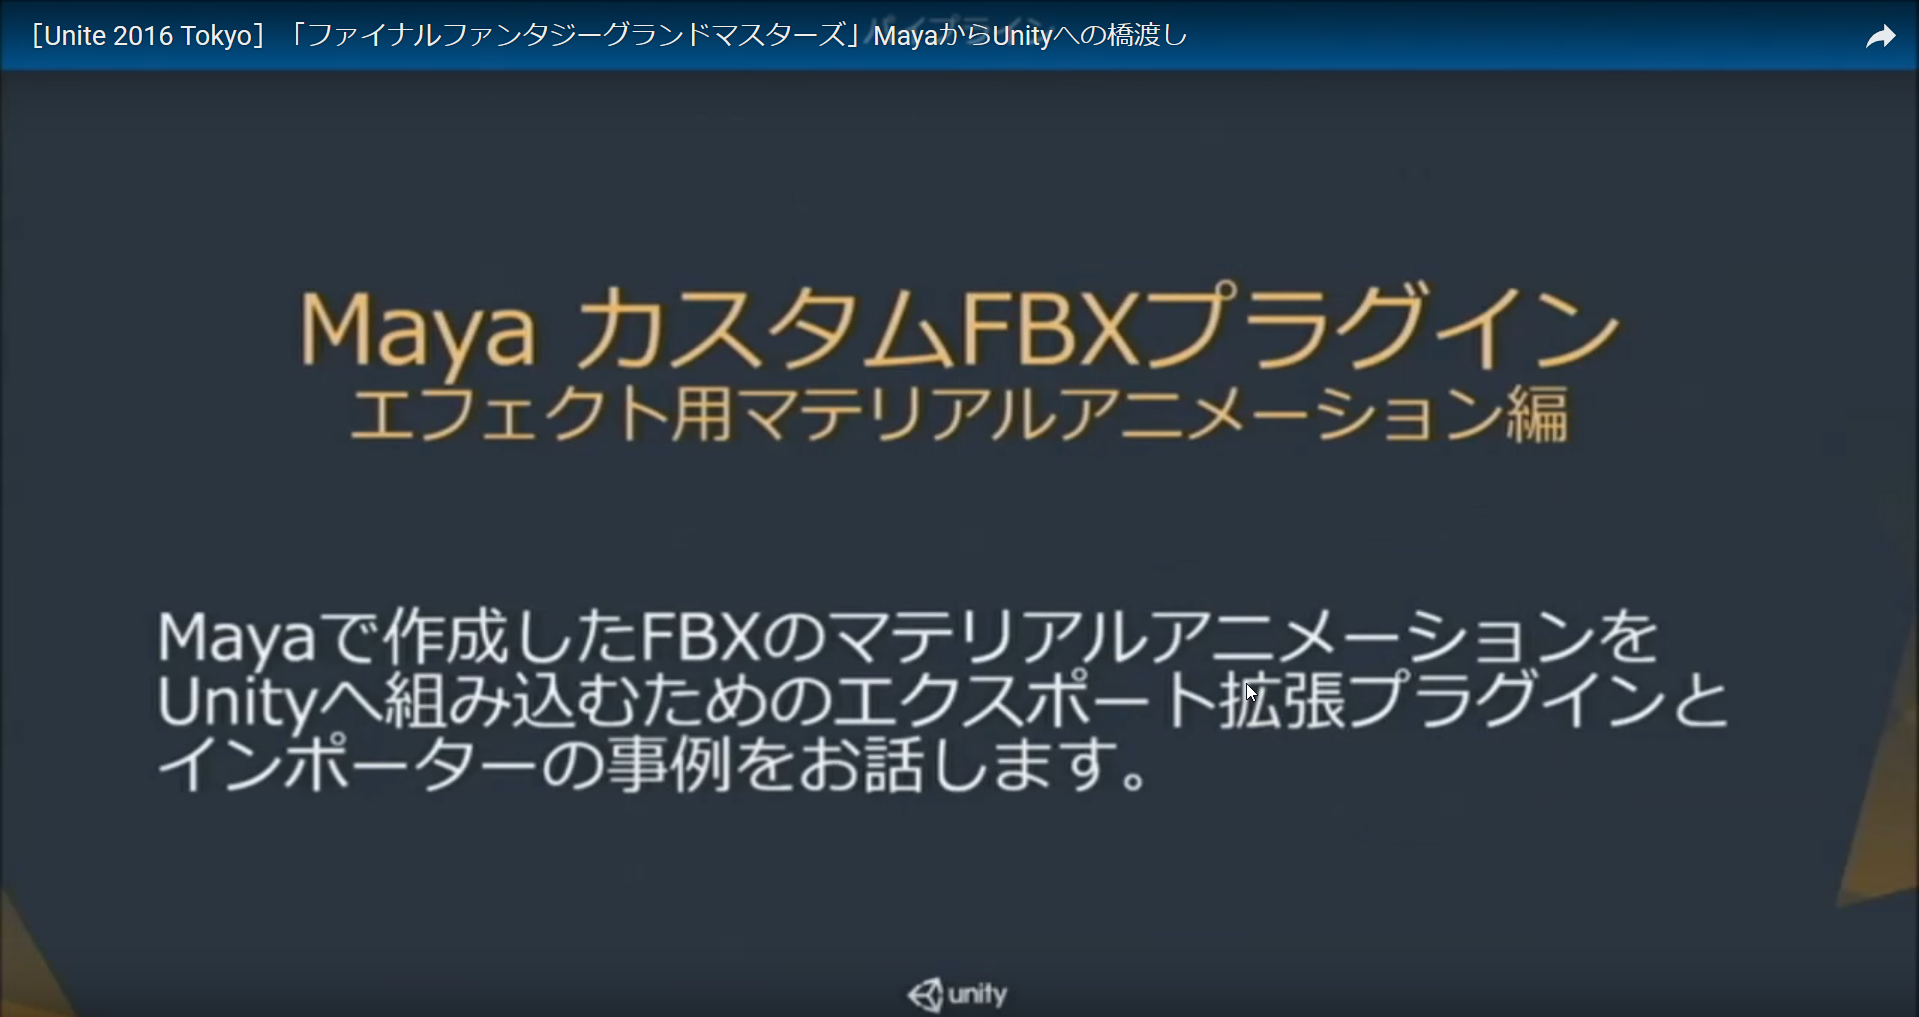 ［Unite 2016 Tokyo］「ファイナルファンタジーグランドマスターズ」MayaからUnityへの橋渡し
パイプライン
Maya カスタムFBXプラグイン
エフェクト用マテリアルアニメーション編
Mayaで作成したFBXのマテリアルアニメーションを
Unityへ組み込むためのエクスポート拡張プラグインと
インポーターの事例をお話します。
unity